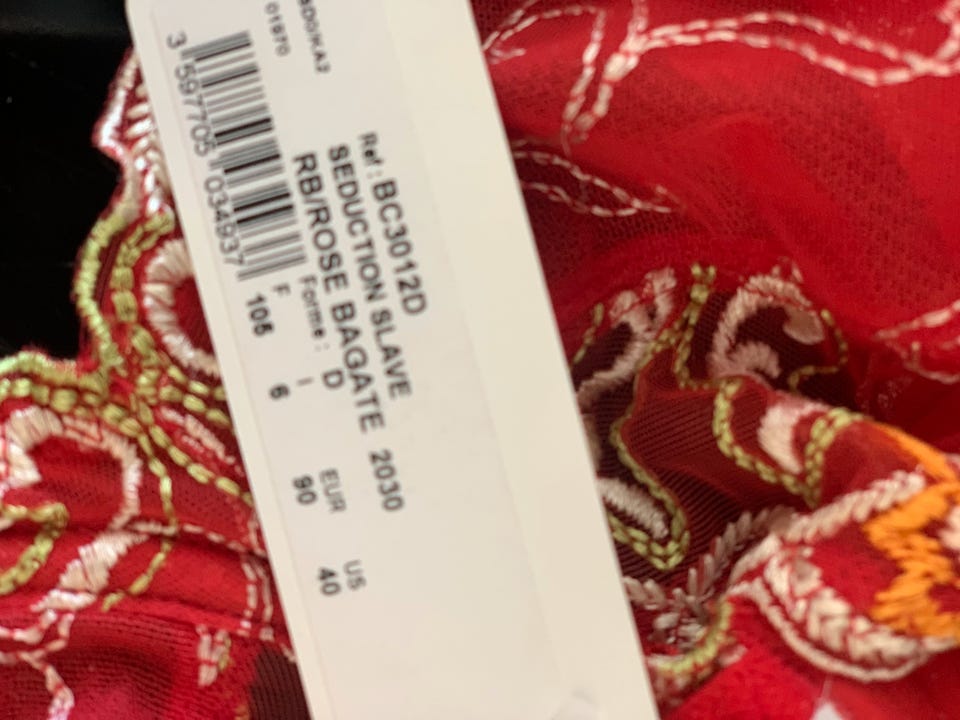 Ref: BC3012D
SEDUCTION SLAVE
RB/ROSE BAGATE 2030
Forme: D
F I EUR US
105 6 90 40
3 597705 034937
01970